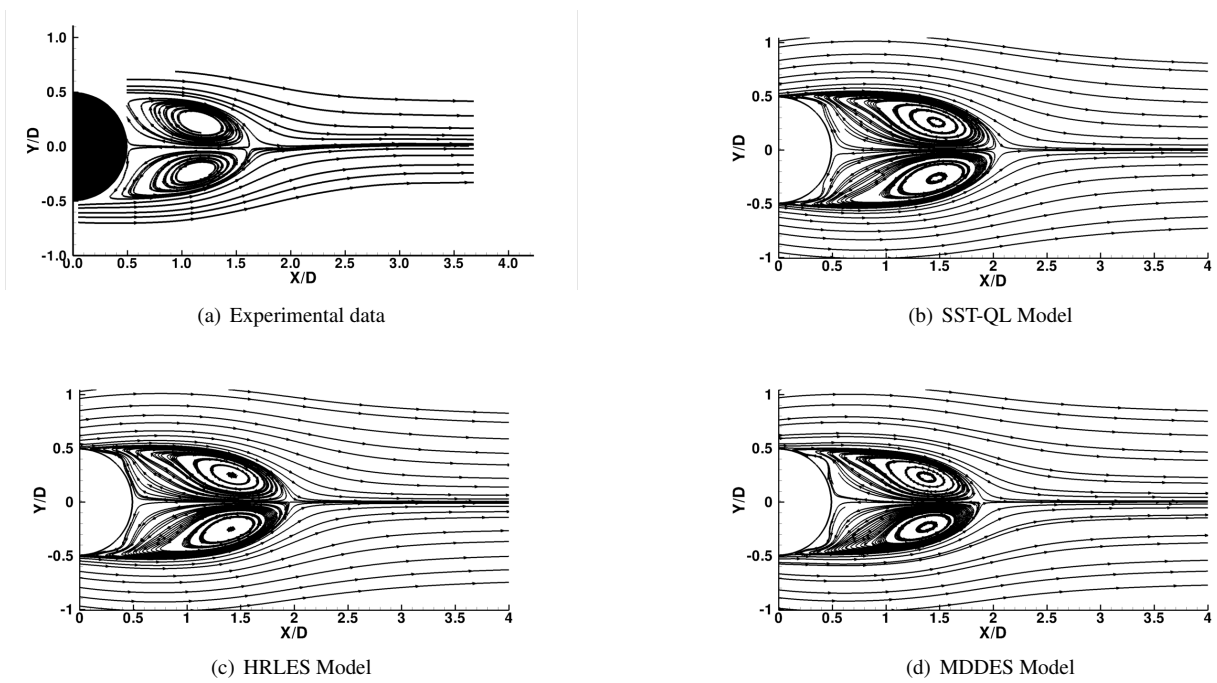 1.0
0.5
0.0
-0.5
-1.0
Y/D
0.0 0.5 1.0 1.5 2.0 2.5 3.0 3.5 4.0
X/D
(a) Experimental data
1
0.5
0
-0.5
-1
Y/D
0 0.5 1 1.5 2 2.5 3 3.5 4
X/D
(b) SST-QL Model
1
0.5
0
-0.5
-1
Y/D
0 0.5 1 1.5 2 2.5 3 3.5 4
X/D
(c) HRLES Model
1
0.5
0
-0.5
-1
Y/D
0 0.5 1 1.5 2 2.5 3 3.5 4
X/D
(d) MDDES Model